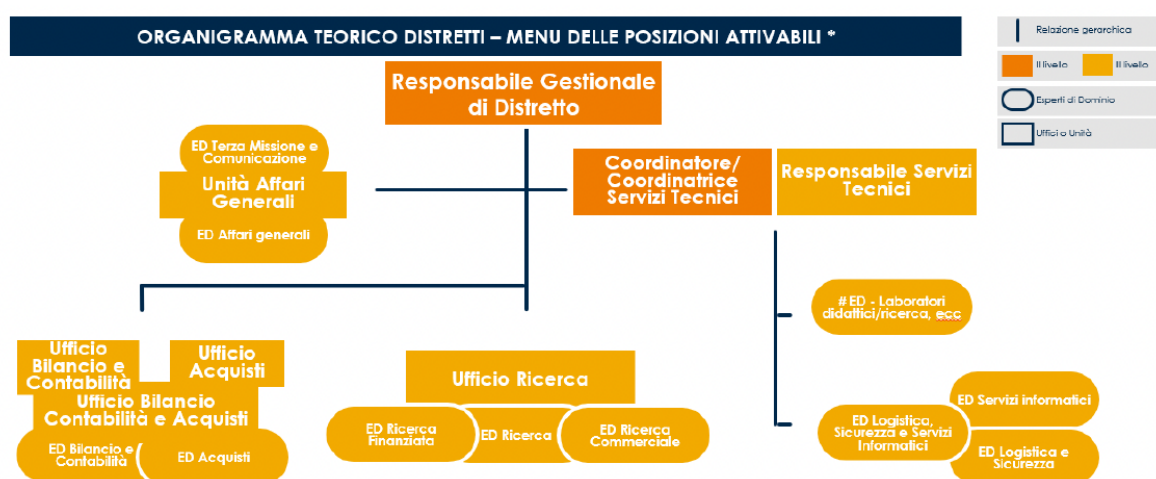 ORGANIGRAMMA TEORICO DISTRETTI – MENU DELLE POSIZIONI ATTIVABILI *
Relazione gerarchica
II livello
III livello
Esperti di Dominio
Uffici o Unità
Responsabile Gestionale
di Distretto
ED Terza Missione e
Comunicazione
Unità Affari
Generali
ED Affari generali
Coordinatore/
Coordinatrice
Servizi Tecnici
Responsabile Servizi
Tecnici
#ED - Laboratori
didattici/ricerca, ecc
Ufficio
Bilancio e
Contabilità
Ufficio
Acquisti
Ufficio Bilancio
Contabilità e Acquisti
ED Bilancio e
Contabilità
ED Acquisti
Ufficio Ricerca
ED Ricerca
Finanziata
ED Ricerca
ED Ricerca
Commerciale
ED Logistica,
Sicurezza e Servizi
Informatici
ED Servizi informatici
ED Logistica e
Sicurezza